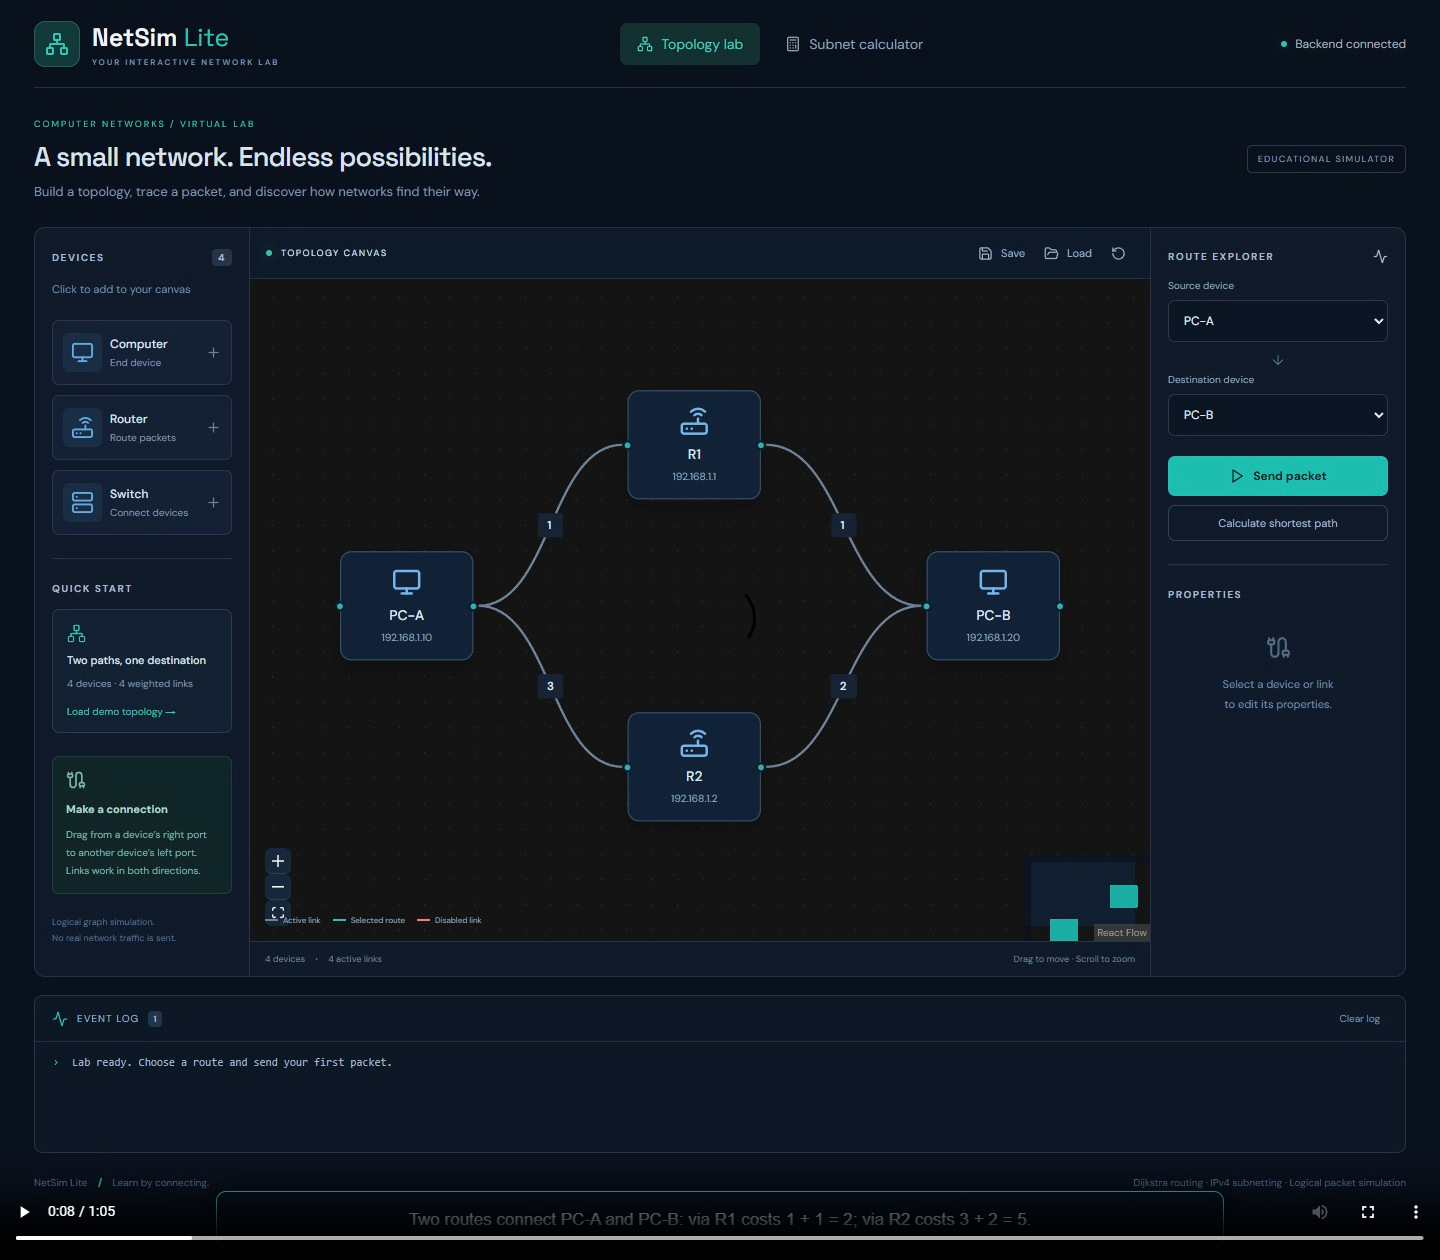 NetSim Lite
YOUR INTERACTIVE NETWORK LAB
Topology lab
Subnet calculator
Backend connected
COMPUTER NETWORKS / VIRTUAL LAB
A small network. Endless possibilities.
Build a topology, trace a packet, and discover how networks find their way.
EDUCATIONAL SIMULATOR
DEVICES
4
Click to add to your canvas
Computer
End device
Router
Route packets
Switch
Connect devices
QUICK START
Two paths, one destination
4 devices · 4 weighted links
Load demo topology →
Make a connection
Drag from a device's right port
to another device's left port.
Links work in both directions.
Logical graph simulation.
No real network traffic is sent.
TOPOLOGY CANVAS
Save
Load
R1
192.168.1.1
1
1
PC-A
192.168.1.10
PC-B
192.168.1.20
3
2
R2
192.168.1.2
Active link
Selected route
Disabled link
React Flow
4 devices · 4 active links
Drag to move · Scroll to zoom
ROUTE EXPLORER
Source device
PC-A
Destination device
PC-B
Send packet
Calculate shortest path
PROPERTIES
Select a device or link
to edit its properties.
EVENT LOG
1
Clear log
› Lab ready. Choose a route and send your first packet.
NetSim Lite / Learn by connecting.
Dijkstra routing · IPv4 subnetting · Logical packet simulation
Two routes connect PC-A and PC-B: via R1 costs 1 + 1 = 2; via R2 costs 3 + 2 = 5.
0:08 / 1:05